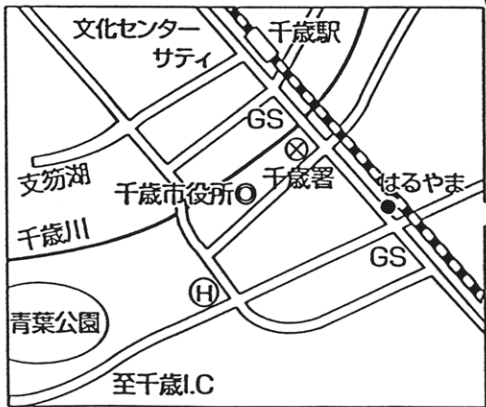 文化センター
千歳駅
サティ
GS
支笏湖
千歳市役所
千歳署
はるやま
千歳川
GS
H
青葉公園
至千歳I.C